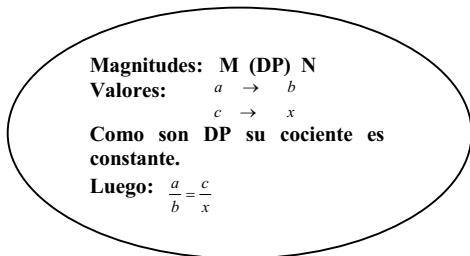 Magnitudes: M (DP) N
Valores: a → b
c → x
Como son DP su cociente es
constante.
Luego: a/b = c/x